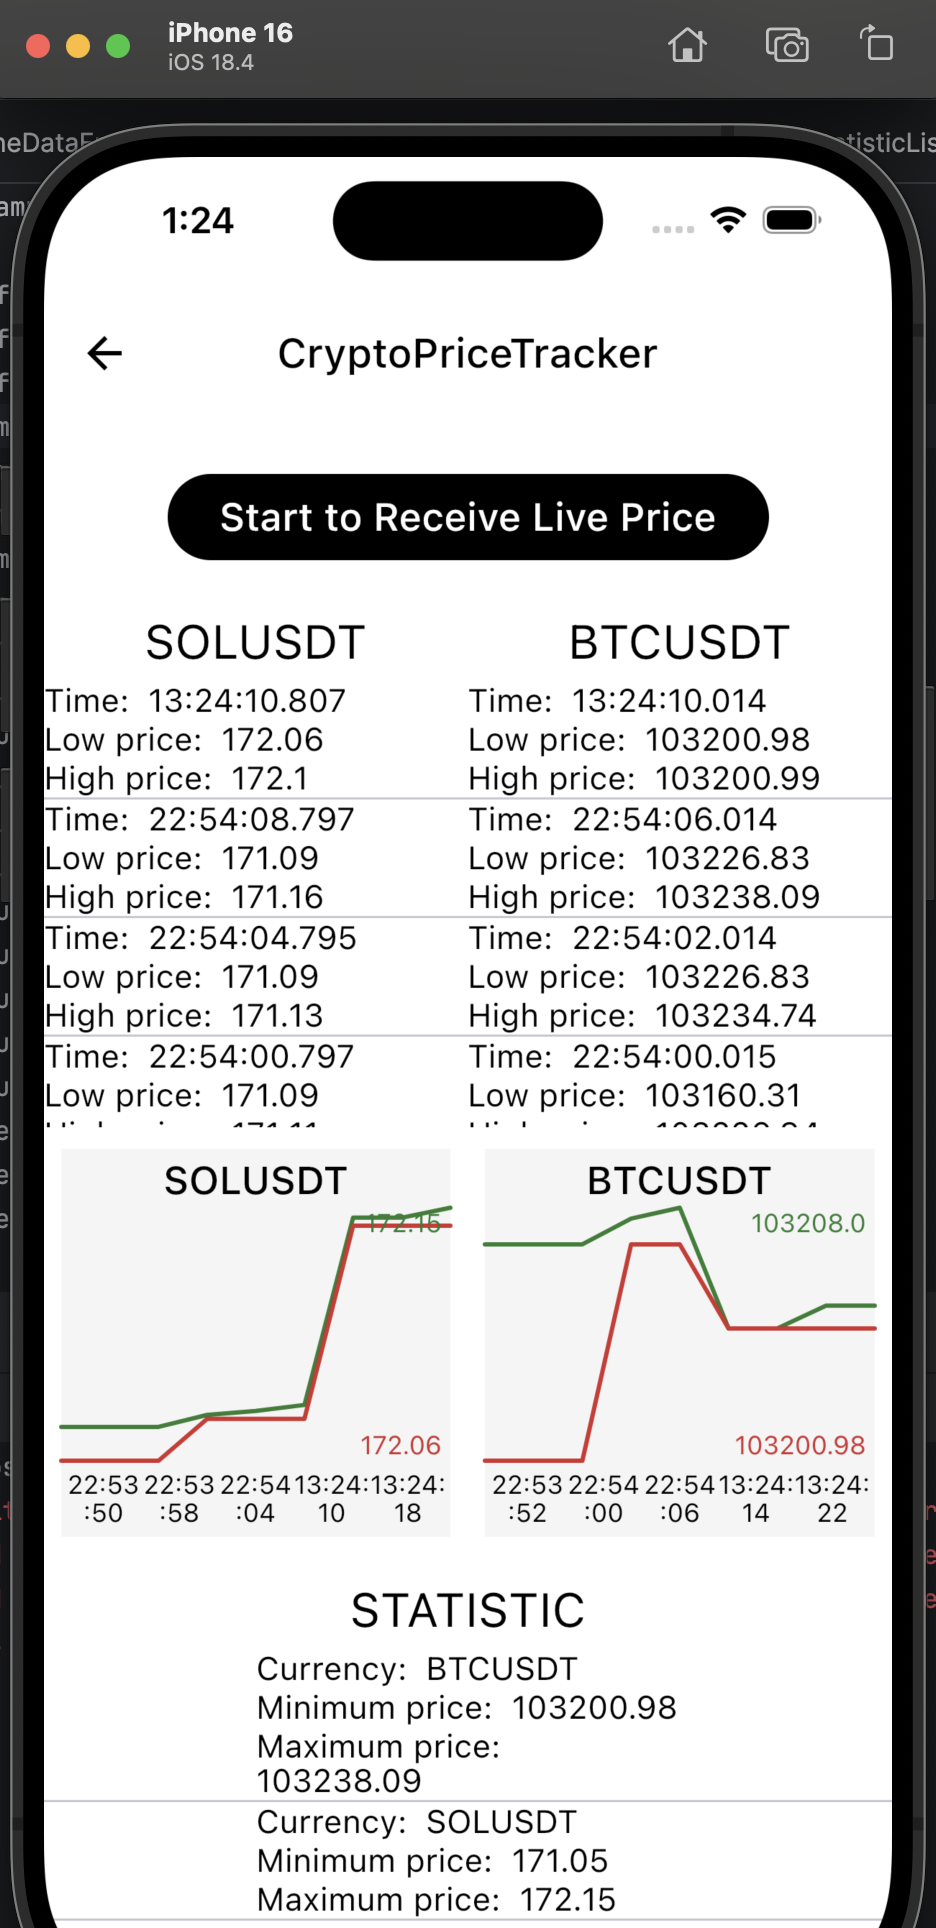 iPhone 16
iOS 18.4
1:24
CryptoPriceTracker
Start to Receive Live Price
SOLUSDT
Time: 13:24:10.807
Low price: 172.06
High price: 172.1
Time: 22:54:08.797
Low price: 171.09
High price: 171.16
Time: 22:54:04.795
Low price: 171.09
High price: 171.13
Time: 22:54:00.797
Low price: 171.09
BTCUSDT
Time: 13:24:10.014
Low price: 103200.98
High price: 103200.99
Time: 22:54:06.014
Low price: 103226.83
High price: 103238.09
Time: 22:54:02.014
Low price: 103226.83
High price: 103234.74
Time: 22:54:00.015
Low price: 103160.31
SOLUSDT
172.15
172.06
22:53 22:53 22:54 13:24: 13:24:
:50 :58 :04 10 18
BTCUSDT
103208.0
103200.98
22:53 22:54 22:54 13:24: 13:24:
:52 :00 :06 14 22
STATISTIC
Currency: BTCUSDT
Minimum price: 103200.98
Maximum price:
103238.09
Currency: SOLUSDT
Minimum price: 171.05
Maximum price: 172.15